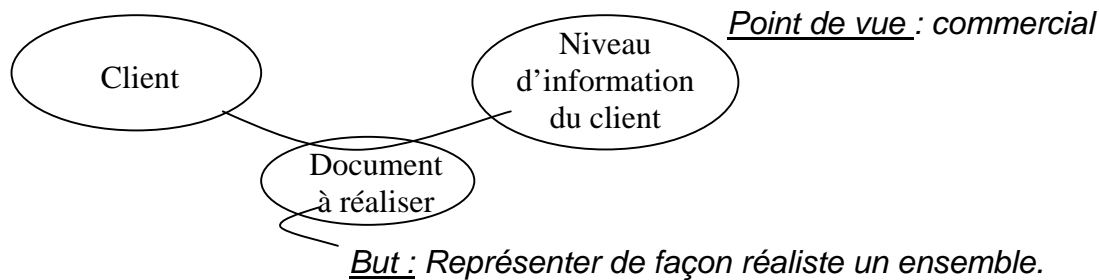 Point de vue : commercial
Client
Niveau
d’information
du client
Document
à réaliser
But : Représenter de façon réaliste un ensemble.